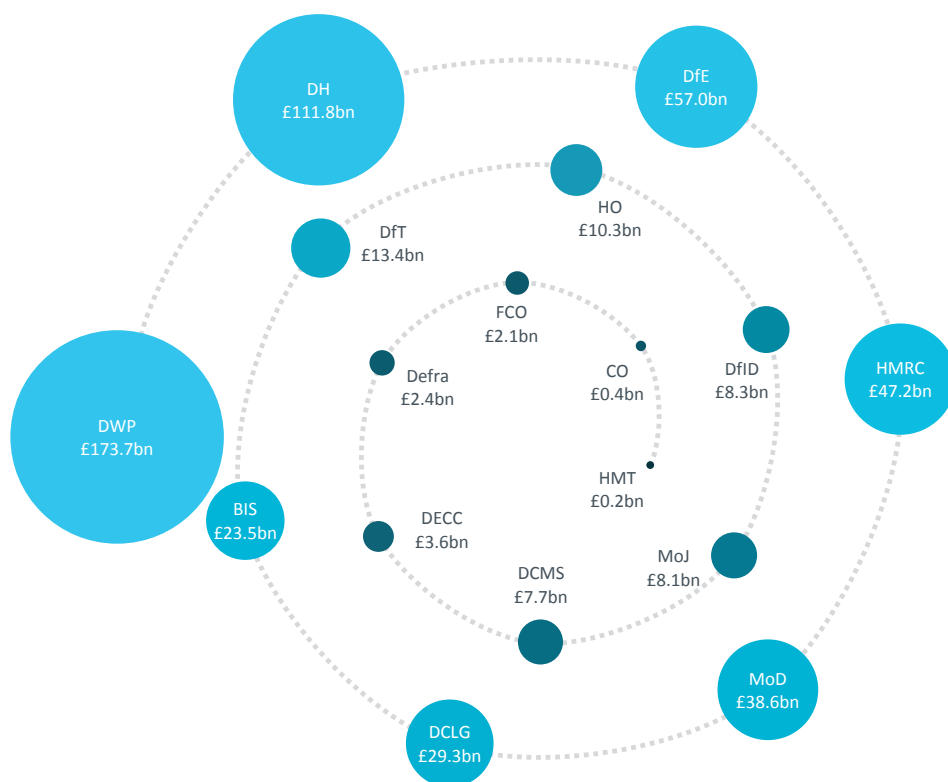 DH
£111.8bn
DfE
£57.0bn
HO
£10.3bn
DfT
£13.4bn
FCO
£2.1bn
CO
£0.4bn
DfID
£8.3bn
HMRC
£47.2bn
Defra
£2.4bn
DWP
£173.7bn
HMT
£0.2bn
BIS
£23.5bn
DECC
£3.6bn
DCMS
£7.7bn
MoJ
£8.1bn
MoD
£38.6bn
DCLG
£29.3bn